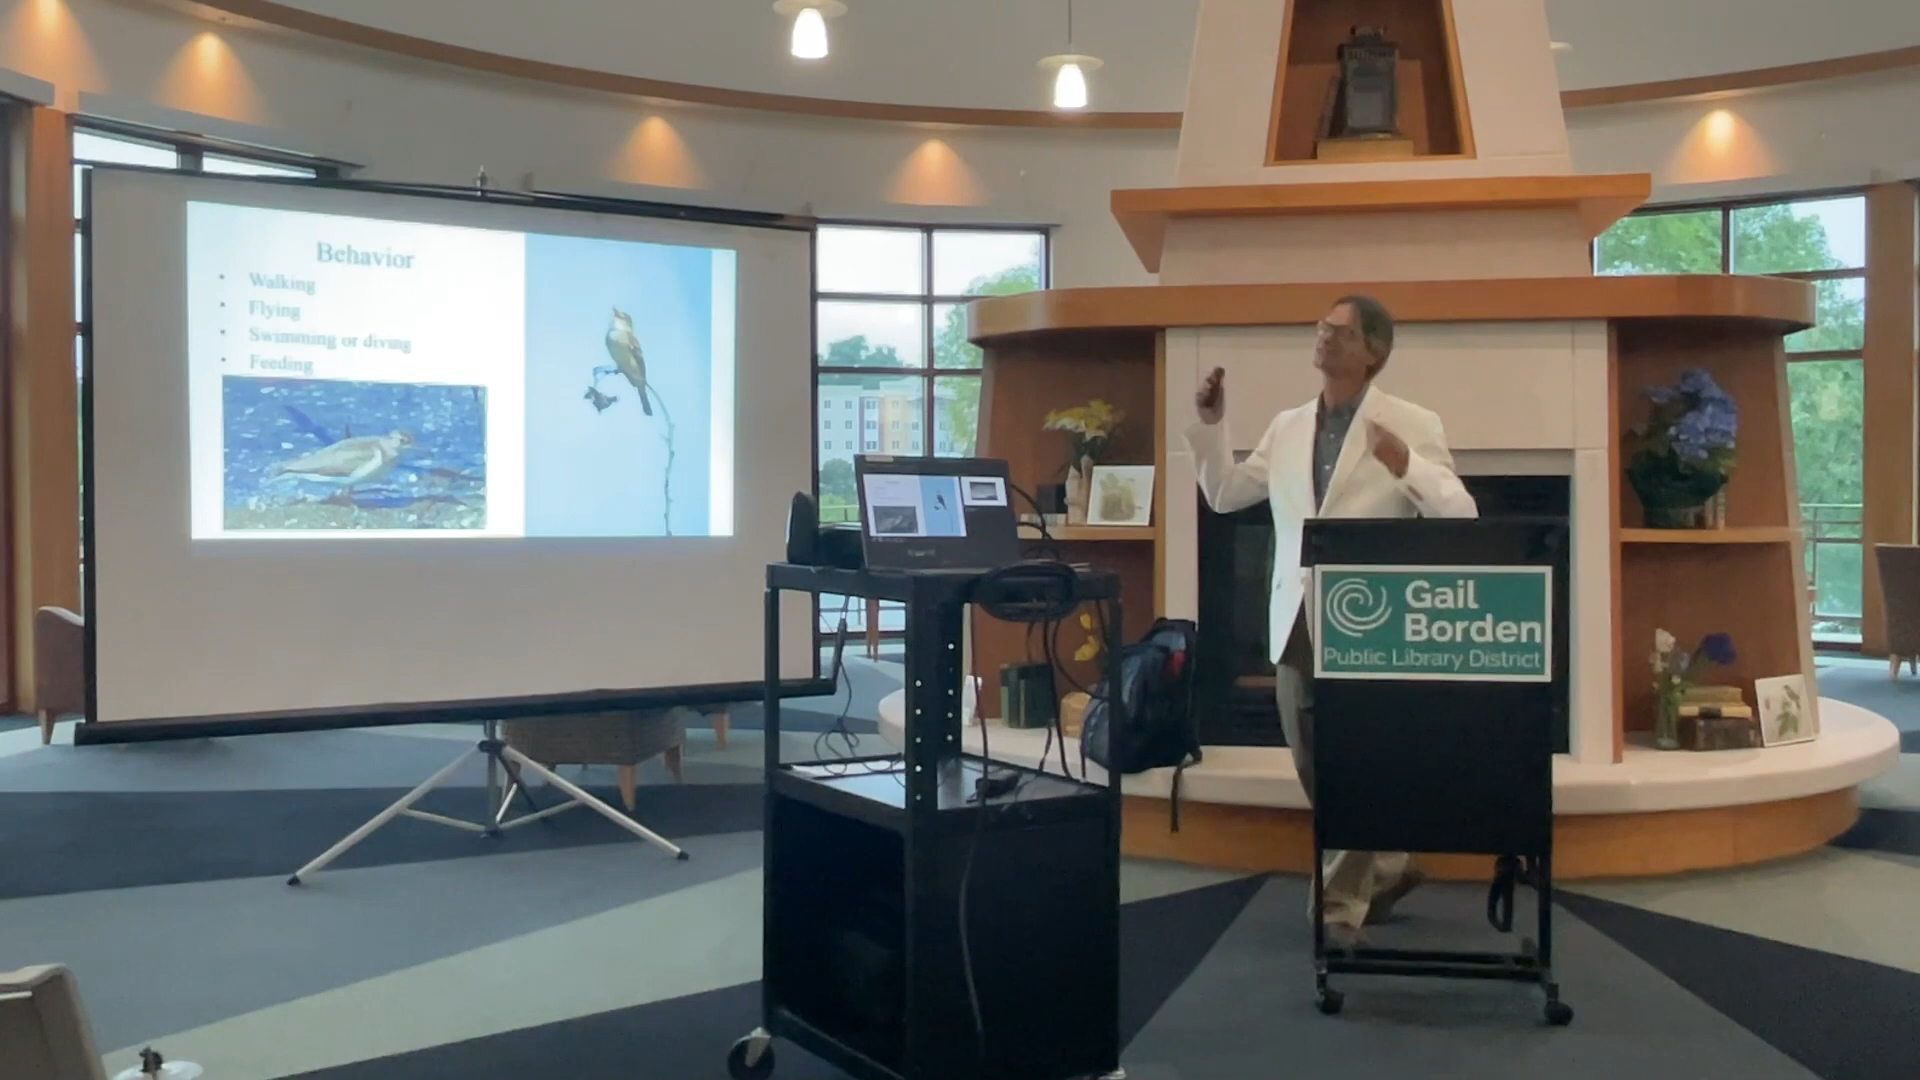 Behavior
• Walking
• Flying
• Swimming or diving
• Feeding
Gail
Borden
Public Library District